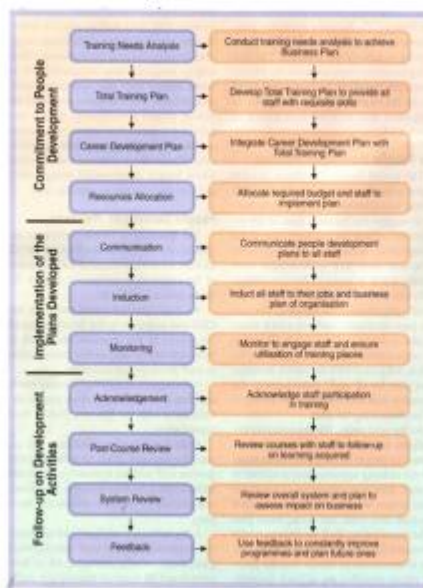 Commitment to People
Development
Training Needs Analysis
Conduct training needs analysis to achieve
Business Plan
Total Training Plan
Develop Total Training Plan to provide all
staff with requisite skills
Career Development Plan
Integrate Career Development Plan with
Total Training Plan
Resources Allocation
Allocate required budget and staff to
implement plan
Implementation of the
Plans Developed
Communication
Communicate people development
plans to all staff
Induction
Induct all staff to their jobs and business
plan of organisation
Monitoring
Monitor to engage staff and ensure
utilisation of training places
Follow-up on Development
Activities
Acknowledgement
Acknowledge staff participation
in training
Post-Course Review
Review courses with staff to follow-up
on learning acquired
System Review
Review overall system and plan to
assess impact on business
Feedback
Use feedback to constantly improve
programmes and plan future ones